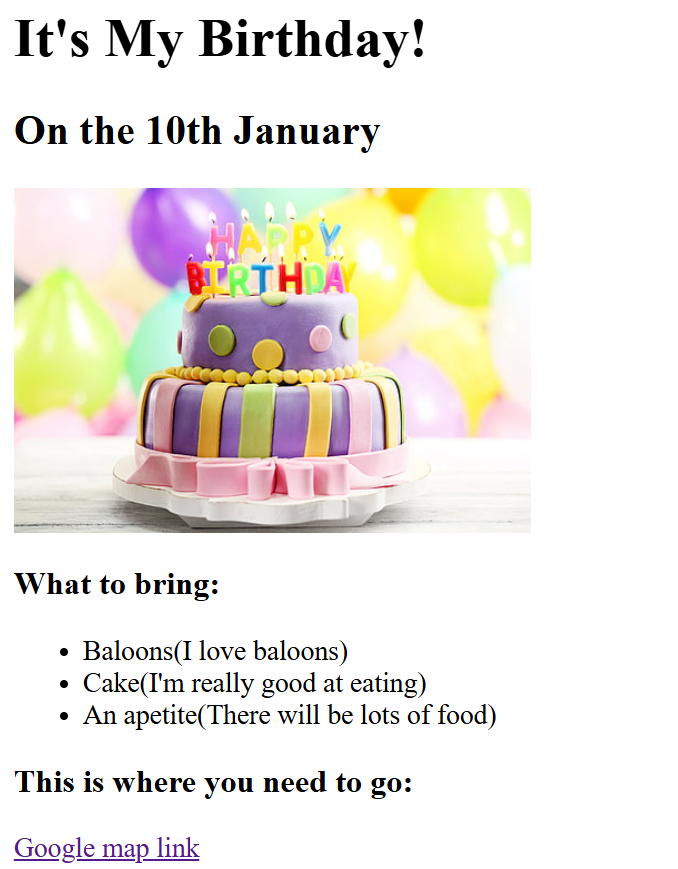 It's My Birthday!
On the 10th January
HAPPY
BIRTHDAY
What to bring:
Baloons(I love baloons)
Cake(I'm really good at eating)
An apetite(There will be lots of food)
This is where you need to go:
Google map link